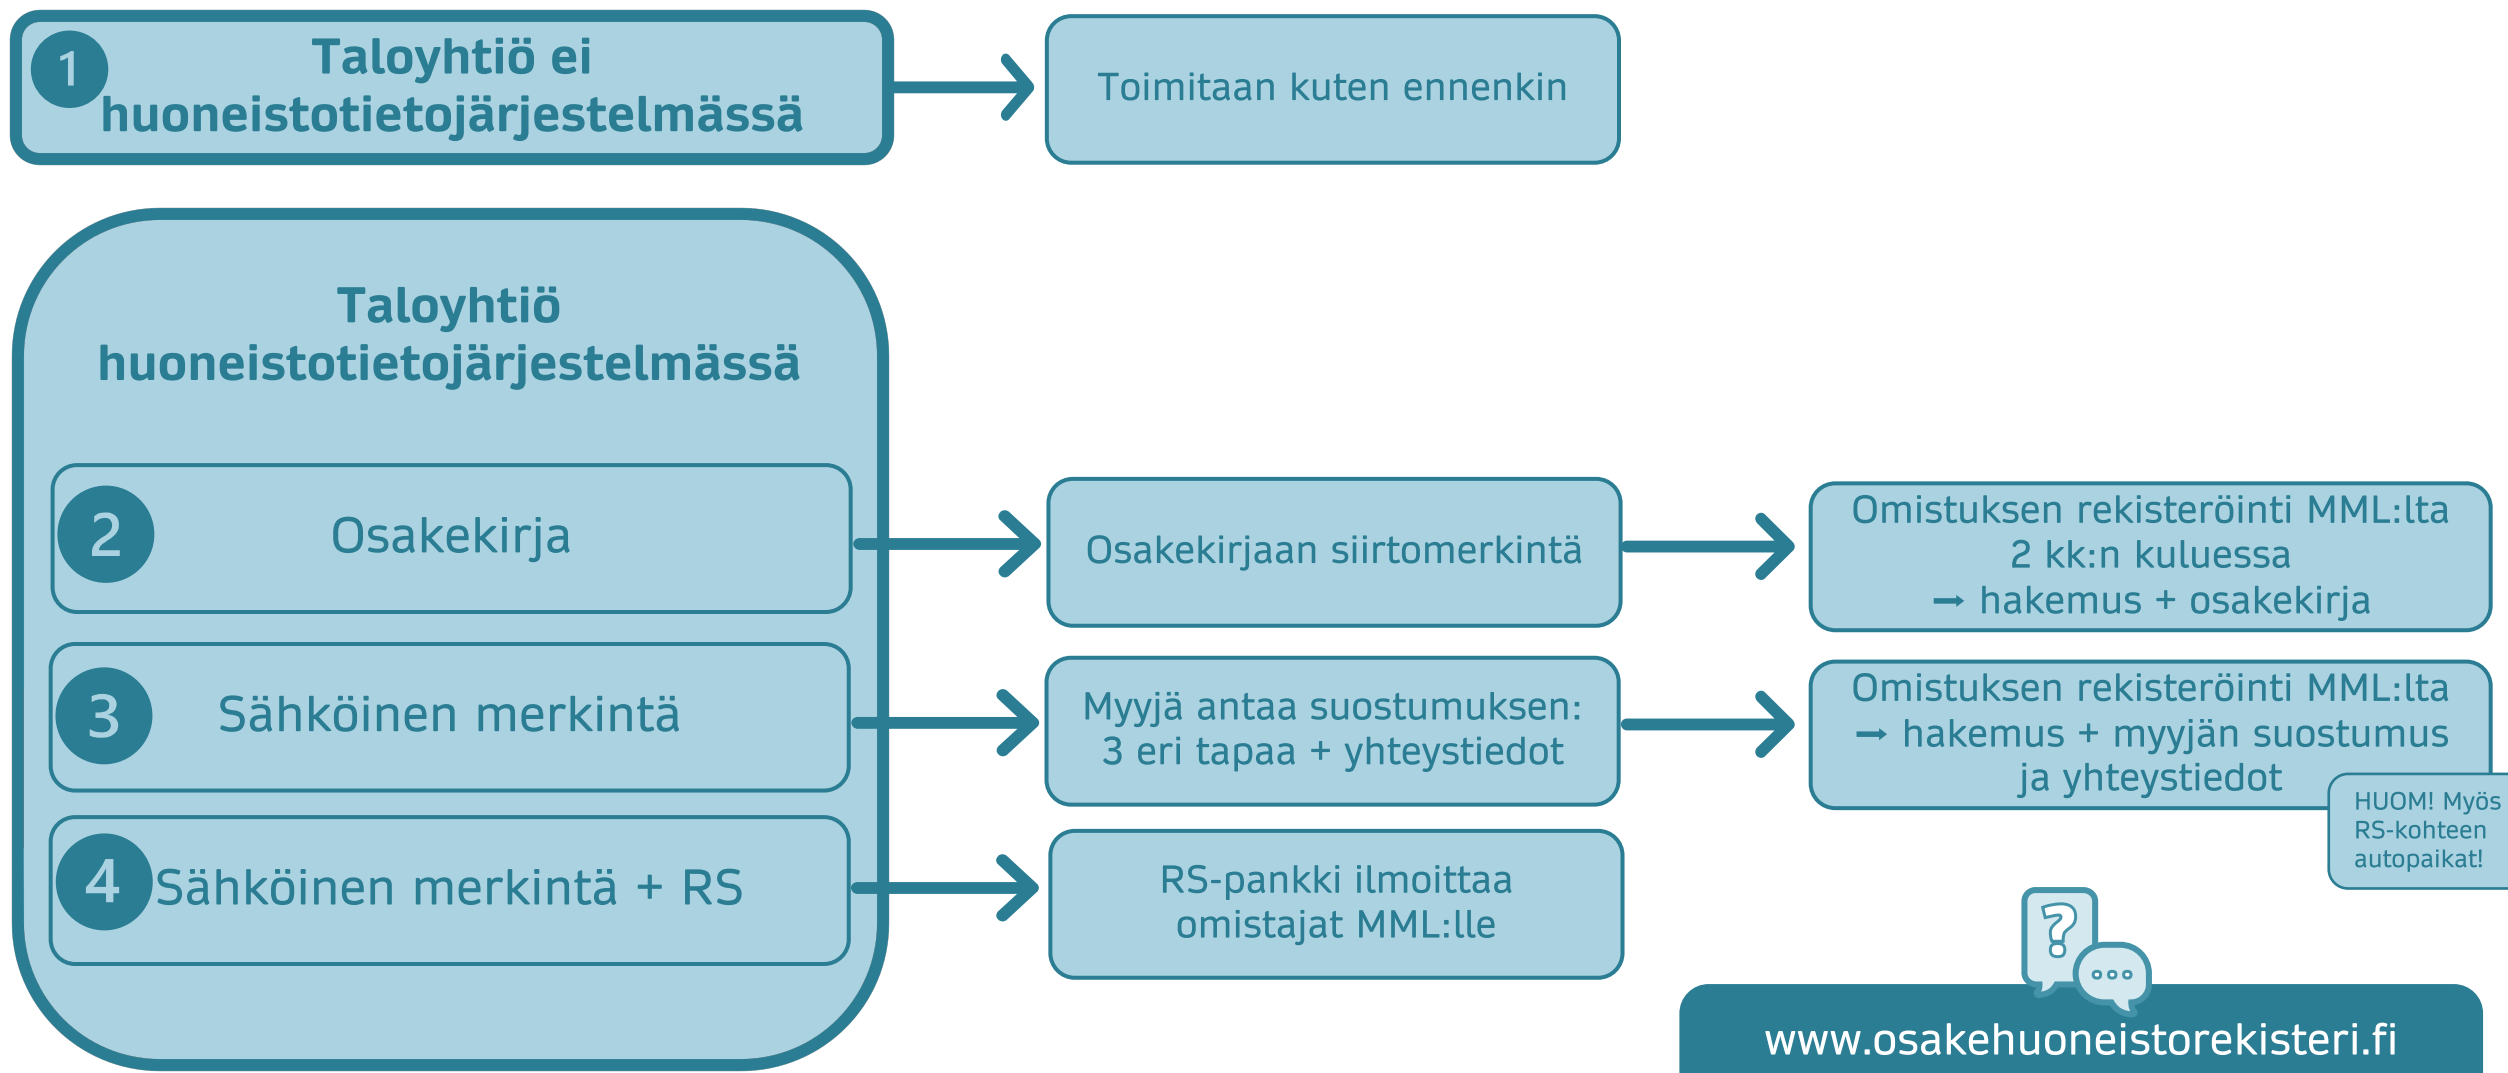 1
Taloyhtiö ei
huoneistotietojärjestelmässä
Toimitaan kuten ennenkin
Taloyhtiö
huoneistotietojärjestelmässä
2
Osakekirja
Osakekirjaan siirtomerkintä
Omistuksen rekisteröinti MML:lta
2 kk:n kuluessa
→ hakemus + osakekirja
3
Sähköinen merkintä
Myyjä antaa suostumuksen:
3 eri tapaa + yhteystiedot
Omistuksen rekisteröinti MML:lta
→ hakemus + myyjän suostumus
ja yhteystiedot
HUOM! Myös
RS-kohteen
autopaikat!
4
Sähköinen merkintä + RS
RS-pankki ilmoittaa
omistajat MML:lle
?
www.osakehuoneistorekisteri.fi